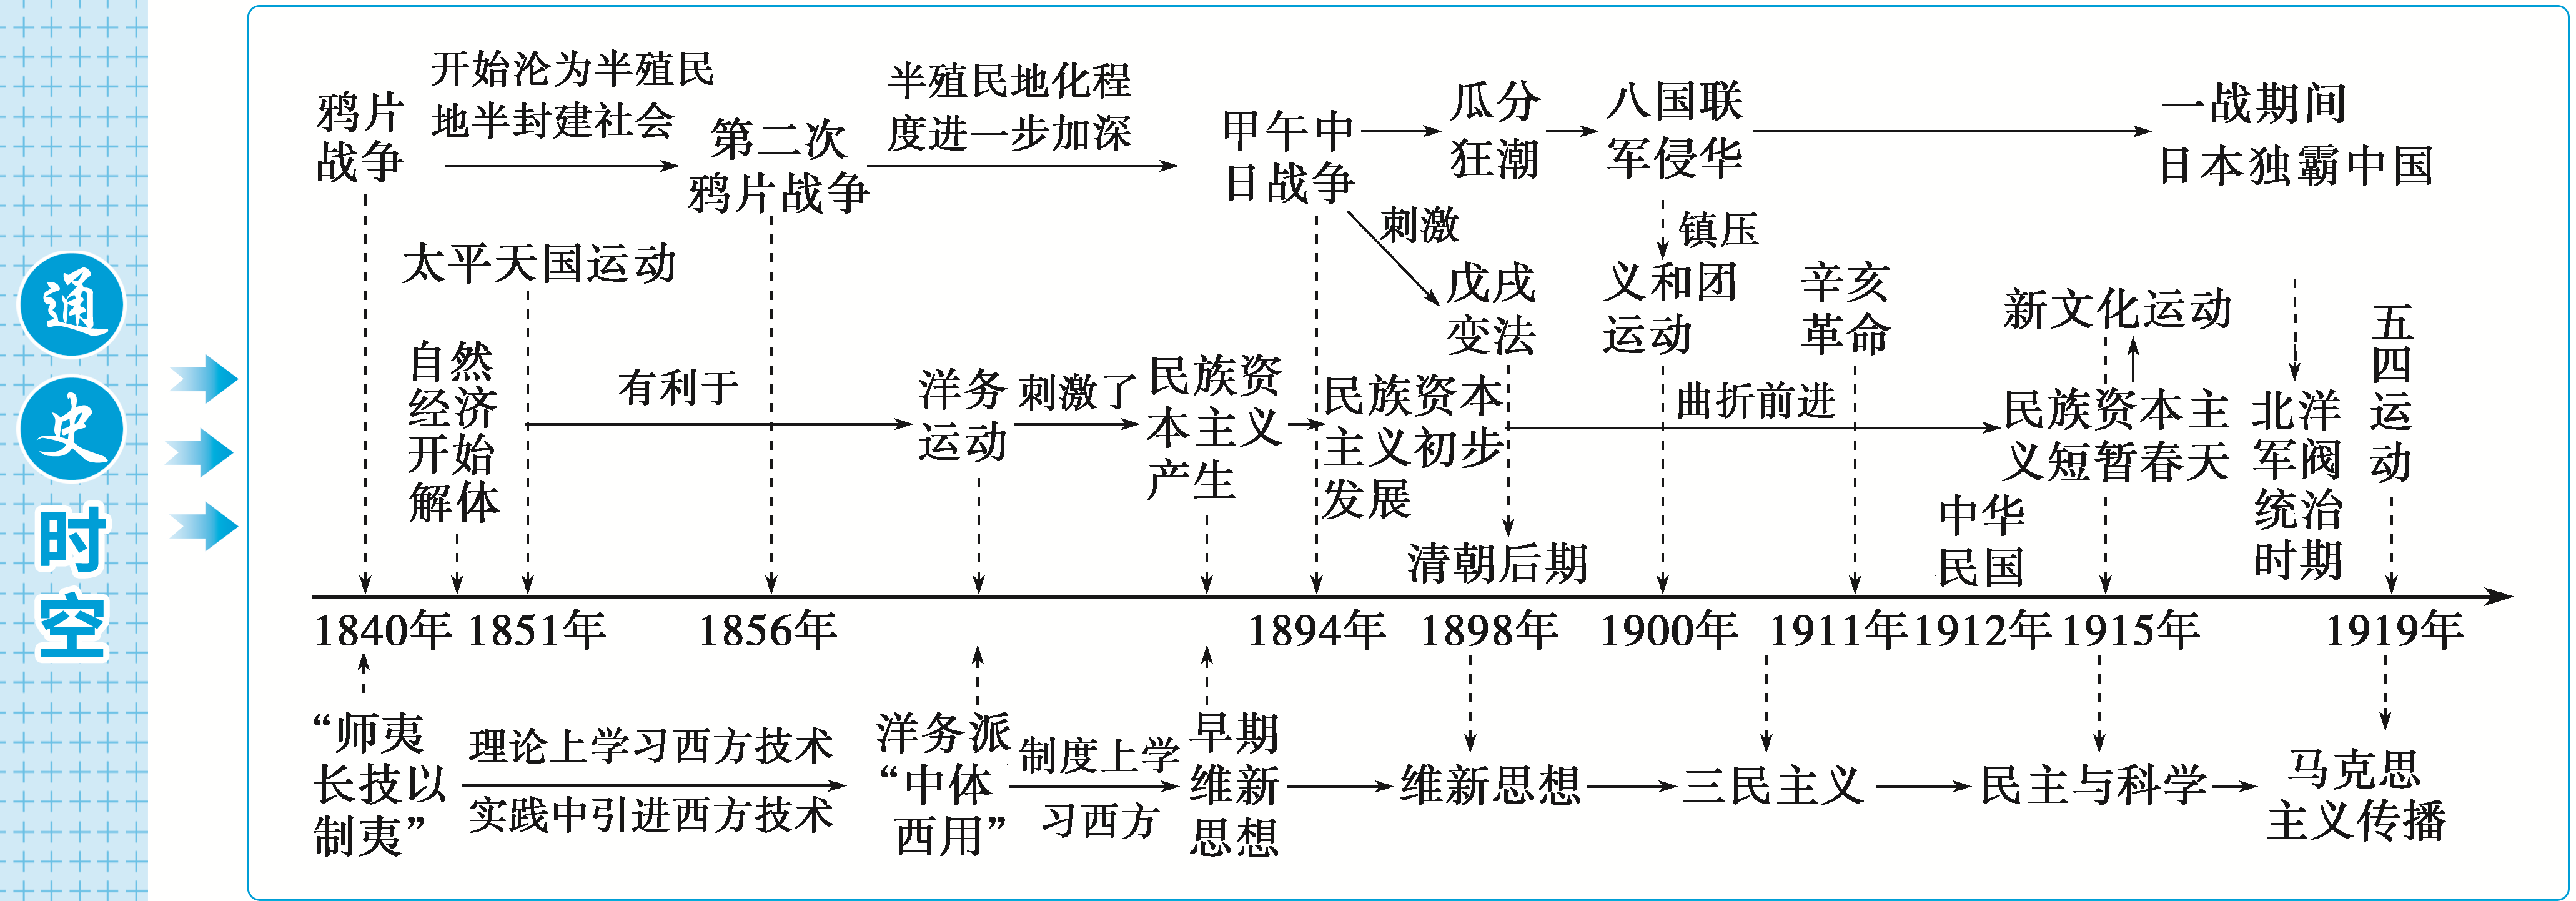 通
史
时
空
鸦片
战争
开始沦为半殖民
地半封建社会
第二次
鸦片战争
半殖民地化程
度进一步加深
甲午中
日战争
瓜分
狂潮
八国联
军侵华
一战期间
日本独霸中国
刺激
镇压
太平天国运动
戊戌
变法
义和团
运动
辛亥
革命
新文化运动
五
四
运
动
自然
经济
开始
解体
有利于
洋务
运动
刺激了
民族资
本主义
产生
民族资本
主义初步
发展
曲折前进
民族资本主
义短暂春天
北洋
军阀
统治
时期
清朝后期
中华
民国
1840年
1851年
1856年
1894年
1898年
1900年
1911年
1912年
1915年
1919年
“师夷
长技以
制夷”
理论上学习西方技术
实践中引进西方技术
洋务派
“中体
西用”
制度上学
习西方
早期
维新
思想
维新思想
三民主义
民主与科学
马克思
主义传播